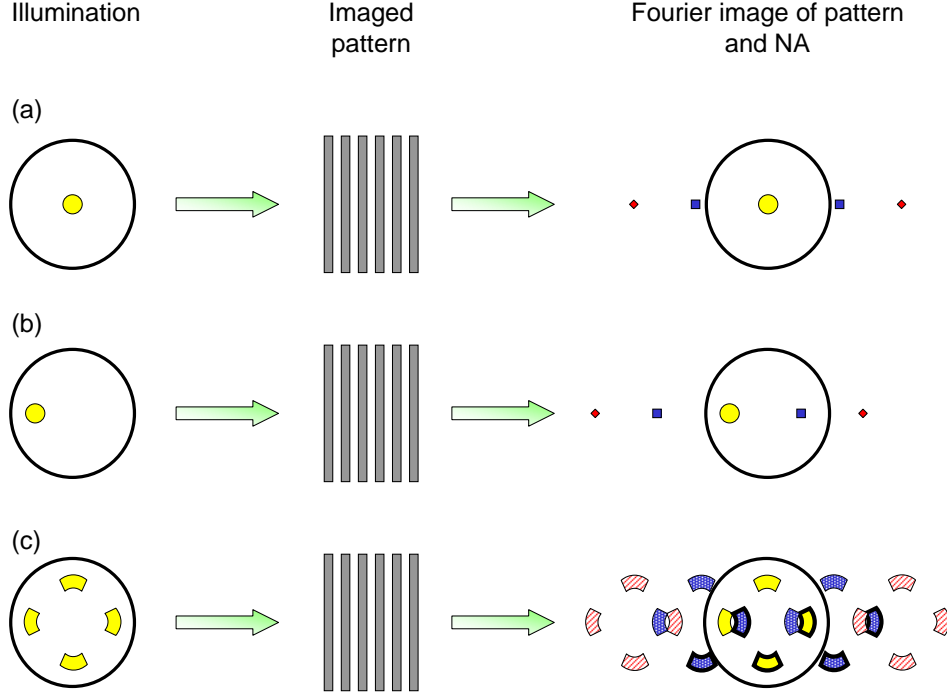 Illumination
Imaged
pattern
Fourier image of pattern
and NA
(a)
(b)
(c)